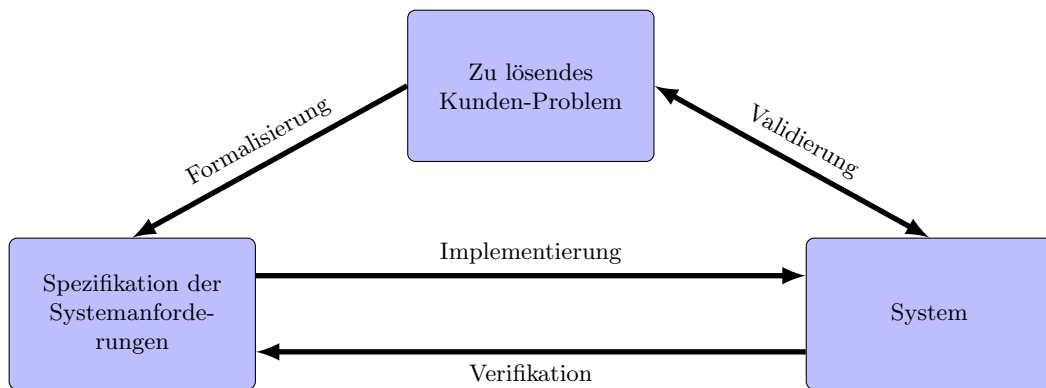 Zu lösendes
Kunden-Problem
Formalisierung
Validierung
Implementierung
Spezifikation der
Systemanforde-
rungen
System
Verifikation